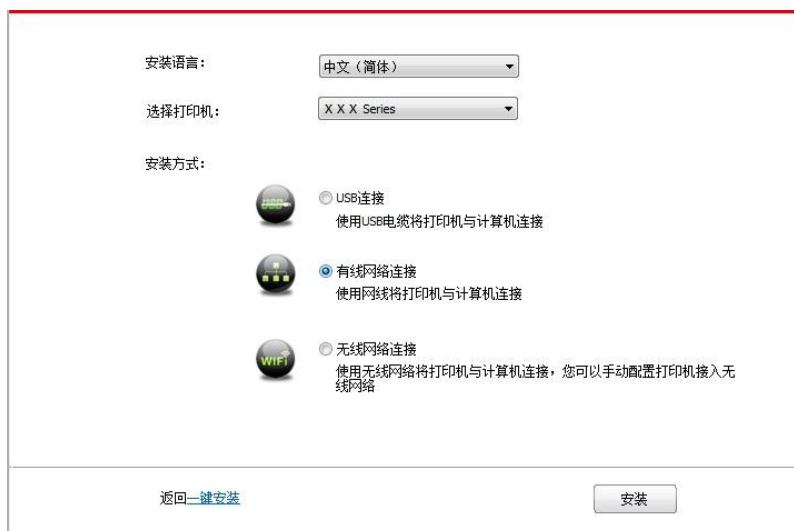 安装语言：
中文（简体）
选择打印机：
X X X Series
安装方式：
USB
USB连接
使用USB电缆将打印机与计算机连接
有线网络连接
使用网线将打印机与计算机连接
WiFi
无线网络连接
使用无线网络将打印机与计算机连接，您可以手动配置打印机接入无
线网络
返回一键安装
安装